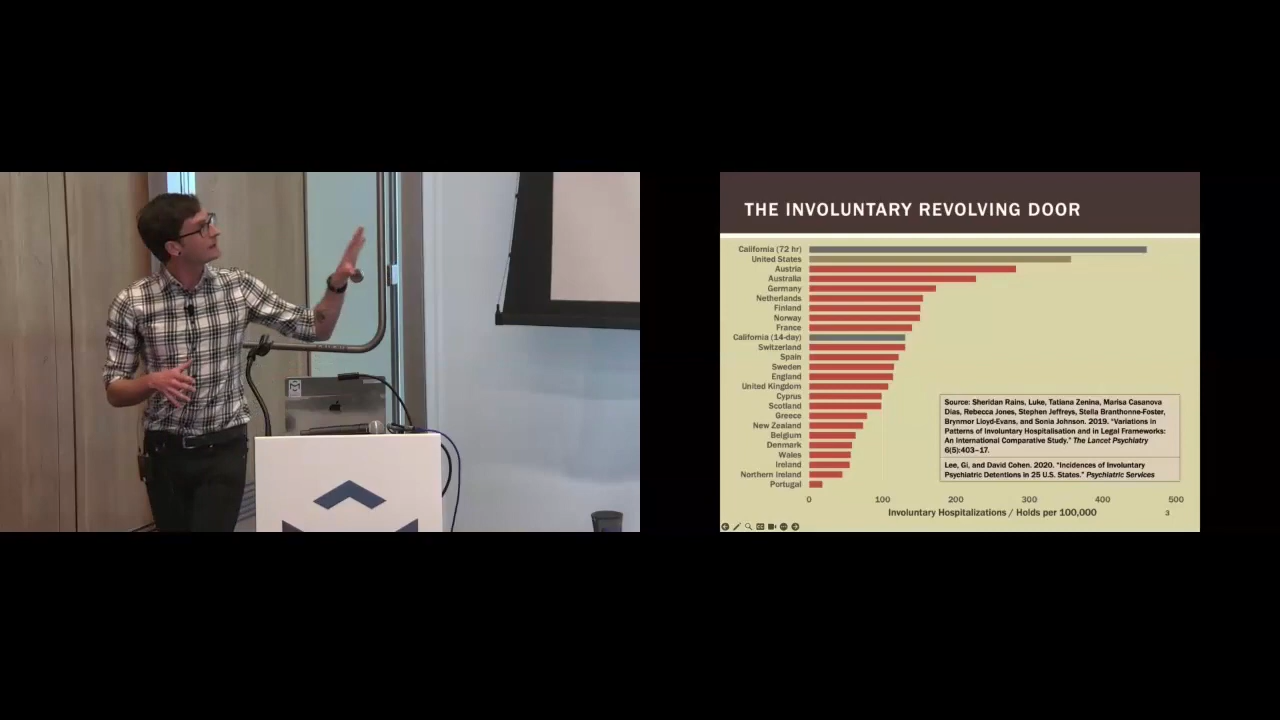 THE INVOLUNTARY REVOLVING DOOR
California (72 hr)
United States
Austria
Australia
Germany
Netherlands
Finland
Norway
France
California (14-day)
Switzerland
Spain
Sweden
England
United Kingdom
Cyprus
Scotland
Greece
New Zealand
Belgium
Denmark
Wales
Ireland
Northern Ireland
Portugal
Source: Sheridan Rains, Luke, Tatiana Zenina, Marisa Casanova
Dias, Rebecca Jones, Stephen Jeffreys, Stella Branthonne-Foster,
Brynmor Lloyd-Evans, and Sonia Johnson. 2019. "Variations in
Patterns of Involuntary Hospitalisation and in Legal Frameworks:
An International Comparative Study." The Lancet Psychiatry
6(5):403–17.
Lee, Gi, and David Cohen. 2020. "Incidences of Involuntary
Psychiatric Detentions in 25 U.S. States." Psychiatric Services
0 100 200 300 400 500
Involuntary Hospitalizations / Holds per 100,000
3